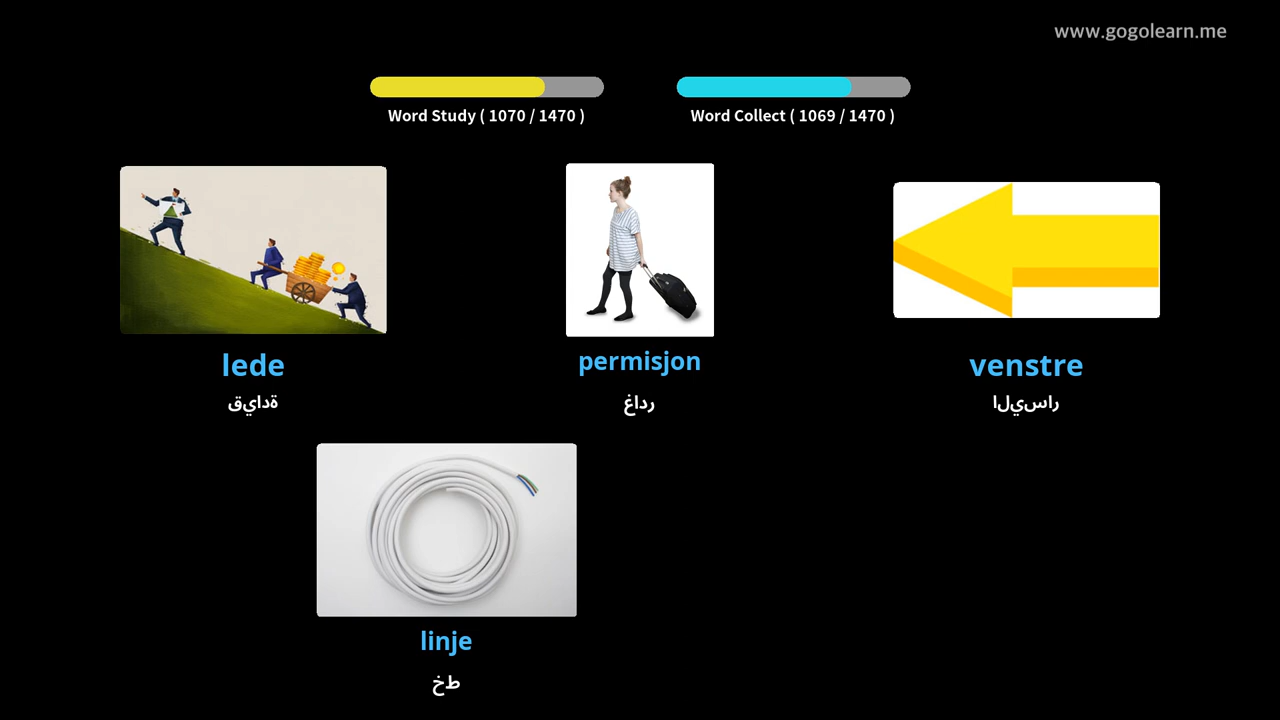 www.gogolearn.me
Word Study ( 1070 / 1470 )
Word Collect ( 1069 / 1470 )
lede
ةدايق
permisjon
رداغ
venstre
راسيلا
linje
طخ